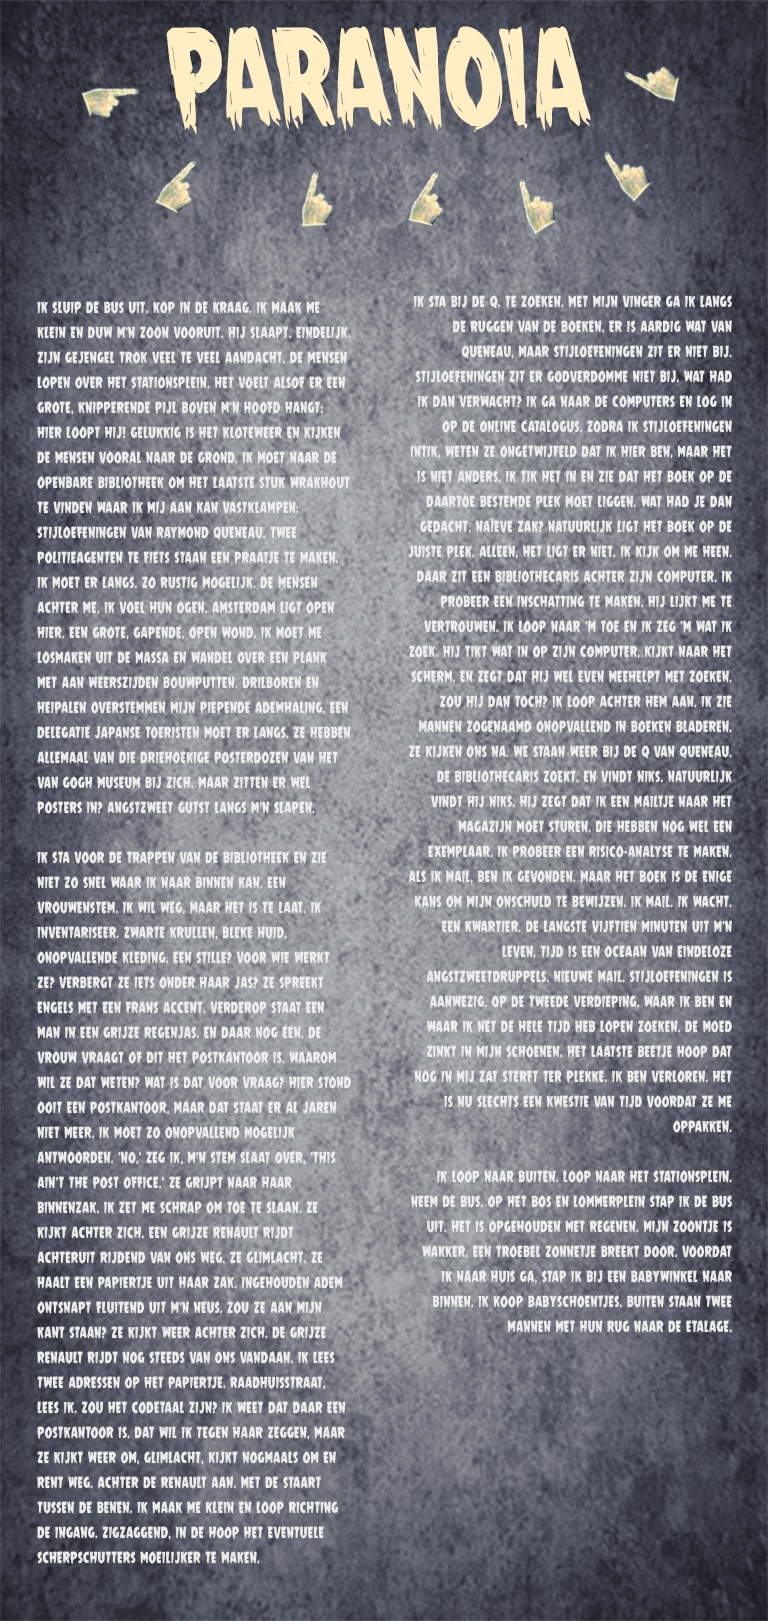 PARANOIA
IK SLUIP DE BUS UIT. KOP IN DE KRAAG. IK MAAK ME
KLEIN EN DUW M'N ZOON VOORUIT. HIJ SLAAPT. EINDELIJK.
ZIJN GEJENGEL TROK VEEL TE VEEL AANDACHT. DE MENSEN
LOPEN OVER HET STATIONSPLEIN. HET VOELT ALSOF ER EEN
GROTE, KNIPPERENDE PIJL BOVEN M'N HOOFD HANGT:
HIER LOOPT HIJ! GELUKKIG IS HET KLOTEWEER EN KIJKEN
DE MENSEN VOORAL NAAR DE GROND. IK MOET NAAR DE
OPENBARE BIBLIOTHEEK OM HET LAATSTE STUK WRAKHOUT
TE VINDEN WAAR IK MIJ AAN KAN VASTKLAMPEN:
STIJLOEFENINGEN VAN RAYMOND QUENEAU. TWEE
POLITIEAGENTEN TE FIETS STAAN EEN PRAATJE TE MAKEN.
IK MOET ER LANGS. ZO RUSTIG MOGELIJK. DE MENSEN
ACHTER ME. IK VOEL HUN OGEN. AMSTERDAM LIGT OPEN
HIER. EEN GROTE, GAPENDE, OPEN WOND. IK MOET ME
LOSMAKEN UIT DE MASSA EN WANDEL OVER EEN PLANK
MET AAN WEERSZIJDEN BOUWPUTTEN. DRILBOREN EN
HEIPALEN OVERSTEMMEN MIJN PIEPENDE ADEMHALING. EEN
DELEGATIE JAPANSE TOERISTEN MOET ER LANGS. ZE HEBBEN
ALLEMAAL VAN DIE DRIEHOEKIGE POSTERDOZEN VAN HET
VAN GOGH MUSEUM BIJ ZICH. MAAR ZITTEN ER WEL
POSTERS IN? ANGSTZWEET GUTST LANGS M'N SLAPEN.
IK STA VOOR DE TRAPPEN VAN DE BIBLIOTHEEK EN ZIE
NIET ZO SNEL WAAR IK NAAR BINNEN KAN. EEN
VROUWENSTEM. IK WIL WEG, MAAR HET IS TE LAAT. IK
INVENTARISEER. ZWARTE KRULLEN, BLEKE HUID,
ONOPVALLENDE KLEDING. EEN STILLE? VOOR WIE WERKT
ZE? VERBERGT ZE IETS ONDER HAAR JAS? ZE SPREEKT
ENGELS MET EEN FRANS ACCENT. VERDEROP STAAT EEN
MAN IN EEN GRIJZE REGENJAS. EN DAAR NOG ÉÉN. DE
VROUW VRAAGT OF DIT HET POSTKANTOOR IS. WAAROM
WIL ZE DAT WETEN? WAT IS DAT VOOR VRAAG? HIER STOND
OOIT EEN POSTKANTOOR, MAAR DAT STAAT ER AL JAREN
NIET MEER. IK MOET ZO ONOPVALLEND MOGELIJK
ANTWOORDEN. 'NO,' ZEG IK, M'N STEM SLAAT OVER, 'THIS
AIN'T THE POST OFFICE.' ZE GRIJPT NAAR HAAR
BINNENZAK. IK ZET ME SCHRAP OM TOE TE SLAAN. ZE
KIJKT ACHTER ZICH. EEN GRIJZE RENAULT RIJDT
ACHTERUIT RIJDEND VAN ONS WEG. ZE GLIMLACHT. ZE
HAALT EEN PAPIERTJE UIT HAAR ZAK. INGEHOUDEN ADEM
ONTSNAPT FLUITEND UIT M'N NEUS. ZOU ZE AAN MIJN
KANT STAAN? ZE KIJKT WEER ACHTER ZICH. DE GRIJZE
RENAULT RIJDT NOG STEEDS VAN ONS VANDAAN. IK LEES
TWEE ADRESSEN OP HET PAPIERTJE. RAADHUISSTRAAT,
LEES IK. ZOU HET CODETAAL ZIJN? IK WEET DAT DAAR EEN
POSTKANTOOR IS. DAT WIL IK TEGEN HAAR ZEGGEN, MAAR
ZE KIJKT WEER OM, GLIMLACHT, KIJKT NOGMAALS OM EN
RENT WEG. ACHTER DE RENAULT AAN. MET DE STAART
TUSSEN DE BENEN. IK MAAK ME KLEIN EN LOOP RICHTING
DE INGANG. ZIGZAGGEND, IN DE HOOP HET EVENTUELE
SCHERPSCHUTTERS MOEILIJKER TE MAKEN.
IK STA BIJ DE Q. TE ZOEKEN. MET MIJN VINGER GA IK LANGS
DE RUGGEN VAN DE BOEKEN. ER IS AARDIG WAT VAN
QUENEAU, MAAR STIJLOEFENINGEN ZIT ER NIET BIJ.
STIJLOEFENINGEN ZIT ER GODVERDOMME NIET BIJ. WAT HAD
IK DAN VERWACHT? IK GA NAAR DE COMPUTERS EN LOG IN
OP DE ONLINE CATALOGUS. ZODRA IK STIJLOEFENINGEN
INTIK, WETEN ZE ONGETWIJFELD DAT IK HIER BEN, MAAR HET
IS NIET ANDERS. IK TIK HET IN EN ZIE DAT HET BOEK OP DE
DAARTOE BESTEMDE PLEK MOET LIGGEN. WAT HAD JE DAN
GEDACHT, NAÏEVE ZAK? NATUURLIJK LIGT HET BOEK OP DE
JUISTE PLEK. ALLEEN, HET LIGT ER NIET. IK KIJK OM ME HEEN.
DAAR ZIT EEN BIBLIOTHECARIS ACHTER ZIJN COMPUTER. IK
PROBEER EEN INSCHATTING TE MAKEN. HIJ LIJKT ME TE
VERTROUWEN. IK LOOP NAAR 'M TOE EN IK ZEG 'M WAT IK
ZOEK. HIJ TIKT WAT IN OP ZIJN COMPUTER, KIJKT NAAR HET
SCHERM, EN ZEGT DAT HIJ WEL EVEN MEEHELPT MET ZOEKEN.
ZOU HIJ DAN TOCH? IK LOOP ACHTER HEM AAN. IK ZIE
MANNEN ZOGENAAMD ONOPVALLEND IN BOEKEN BLADEREN.
ZE KIJKEN ONS NA. WE STAAN WEER BIJ DE Q VAN QUENEAU.
DE BIBLIOTHECARIS ZOEKT. EN VINDT NIKS. NATUURLIJK
VINDT HIJ NIKS. HIJ ZEGT DAT IK EEN MAILTJE NAAR HET
MAGAZIJN MOET STUREN. DIE HEBBEN NOG WEL EEN
EXEMPLAAR. IK PROBEER EEN RISICO-ANALYSE TE MAKEN.
ALS IK MAIL, BEN IK GEVONDEN. MAAR HET BOEK IS DE ENIGE
KANS OM MIJN ONSCHULD TE BEWIJZEN. IK MAIL. IK WACHT.
EEN KWARTIER. DE LANGSTE VIJFTIEN MINUTEN UIT M'N
LEVEN. TIJD IS EEN OCEAAN VAN EINDELOZE
ANGSTZWEETDRUPPELS. NIEUWE MAIL. STIJLOEFENINGEN IS
AANWEZIG. OP DE TWEEDE VERDIEPING, WAAR IK BEN EN
WAAR IK NET DE HELE TIJD HEB LOPEN ZOEKEN. DE MOED
ZINKT IN MIJN SCHOENEN. HET LAATSTE BEETJE HOOP DAT
NOG IN MIJ ZAT STERFT TER PLEKKE. IK BEN VERLOREN. HET
IS NU SLECHTS EEN KWESTIE VAN TIJD VOORDAT ZE ME
OPPAKKEN.
IK LOOP NAAR BUITEN. LOOP NAAR HET STATIONSPLEIN.
NEEM DE BUS. OP HET BOS EN LOMMERPLEIN STAP IK DE BUS
UIT. HET IS OPGEHOUDEN MET REGENEN. MIJN ZOONTJE IS
WAKKER. EEN TROEBEL ZONNETJE BREEKT DOOR. VOORDAT
IK NAAR HUIS GA, STAP IK BIJ EEN BABYWINKEL NAAR
BINNEN. IK KOOP BABYSCHOENTJES. BUITEN STAAN TWEE
MANNEN MET HUN RUG NAAR DE ETALAGE.